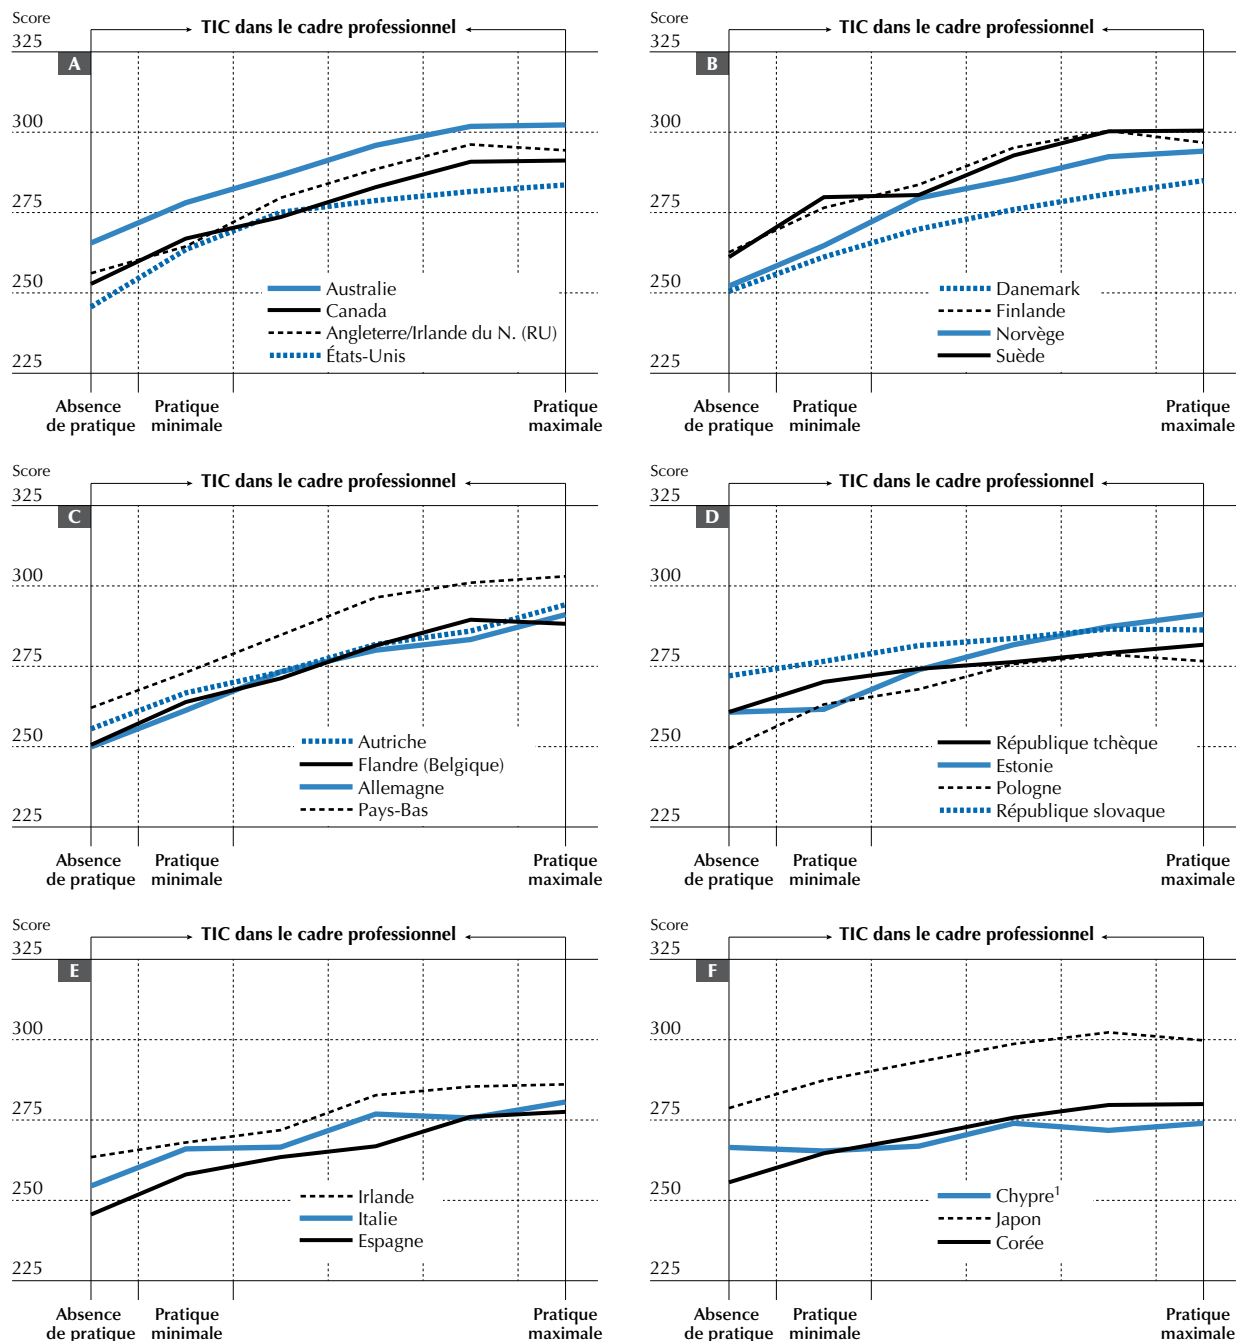 Score
TIC dans le cadre professionnel
325
A
300
275
250
225
Australie
Canada
Angleterre/Irlande du N. (RU)
États-Unis
Absence de pratique
Pratique minimale
Pratique maximale
Score
TIC dans le cadre professionnel
B
Danemark
Finlande
Norvège
Suède
Absence de pratique
Pratique minimale
Pratique maximale
Score
TIC dans le cadre professionnel
325
C
300
275
250
225
Autriche
Flandre (Belgique)
Allemagne
Pays-Bas
Absence de pratique
Pratique minimale
Pratique maximale
Score
325
TIC dans le cadre professionnel
D
300
275
250
225
République tchèque
Estonie
Pologne
République slovaque
Absence de pratique
Pratique minimale
Pratique maximale
Score
TIC dans le cadre professionnel
325
E
300
275
250
225
Irlande
Italie
Espagne
Absence de pratique
Pratique minimale
Pratique maximale
Score
325
TIC dans le cadre professionnel
F
300
275
250
225
Chypre¹
Japon
Corée
Absence de pratique
Pratique minimale
Pratique maximale